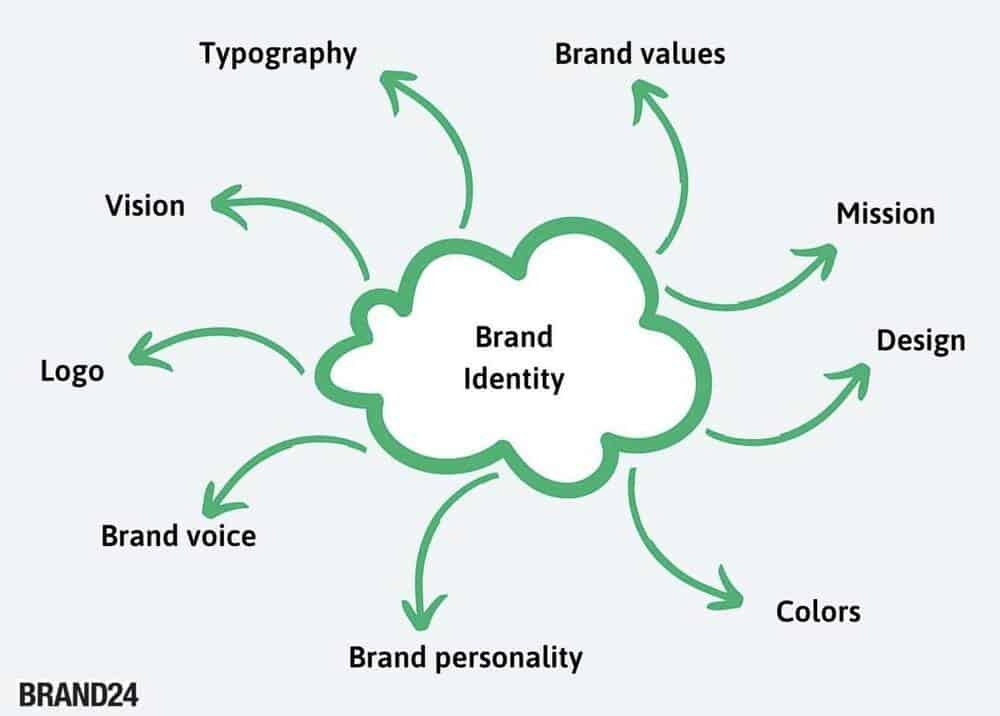 Typography
Brand values
Vision
Mission
Brand
Identity
Design
Logo
Brand voice
Colors
Brand personality
BRAND24